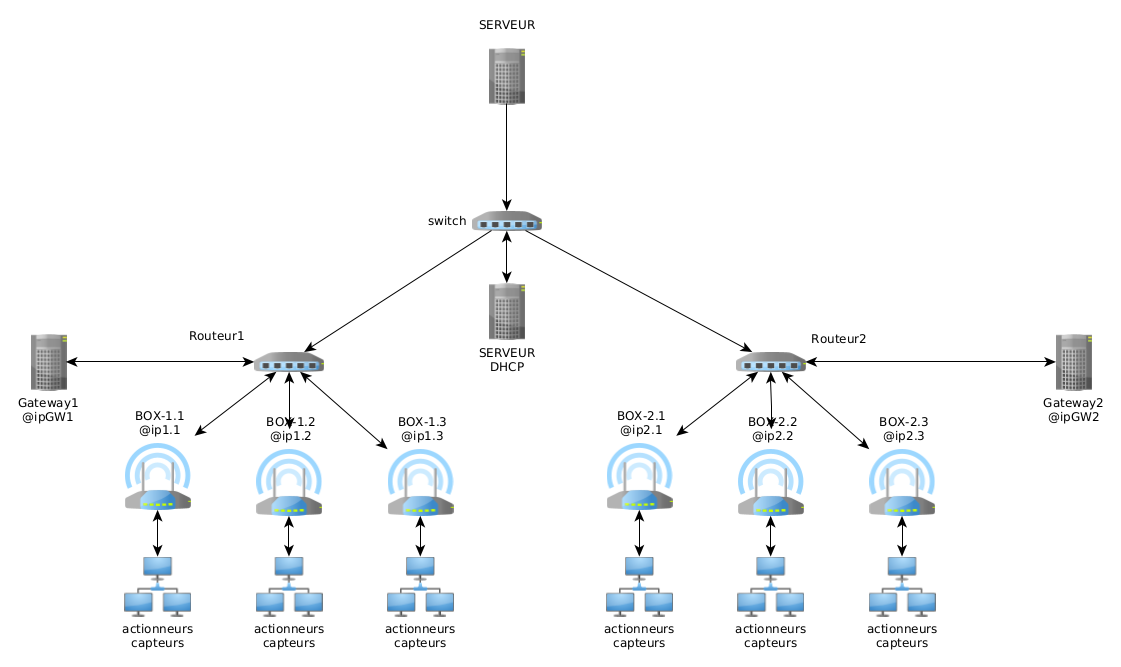 SERVEUR
switch
SERVEUR
DHCP
Routeur1
Routeur2
Gateway1
@ipGW1
Gateway2
@ipGW2
BOX-1.1
@ip1.1
BOX-1.2
@ip1.2
BOX-1.3
@ip1.3
BOX-2.1
@ip2.1
BOX-2.2
@ip2.2
BOX-2.3
@ip2.3
actionneurs
capteurs
actionneurs
capteurs
actionneurs
capteurs
actionneurs
capteurs
actionneurs
capteurs
actionneurs
capteurs